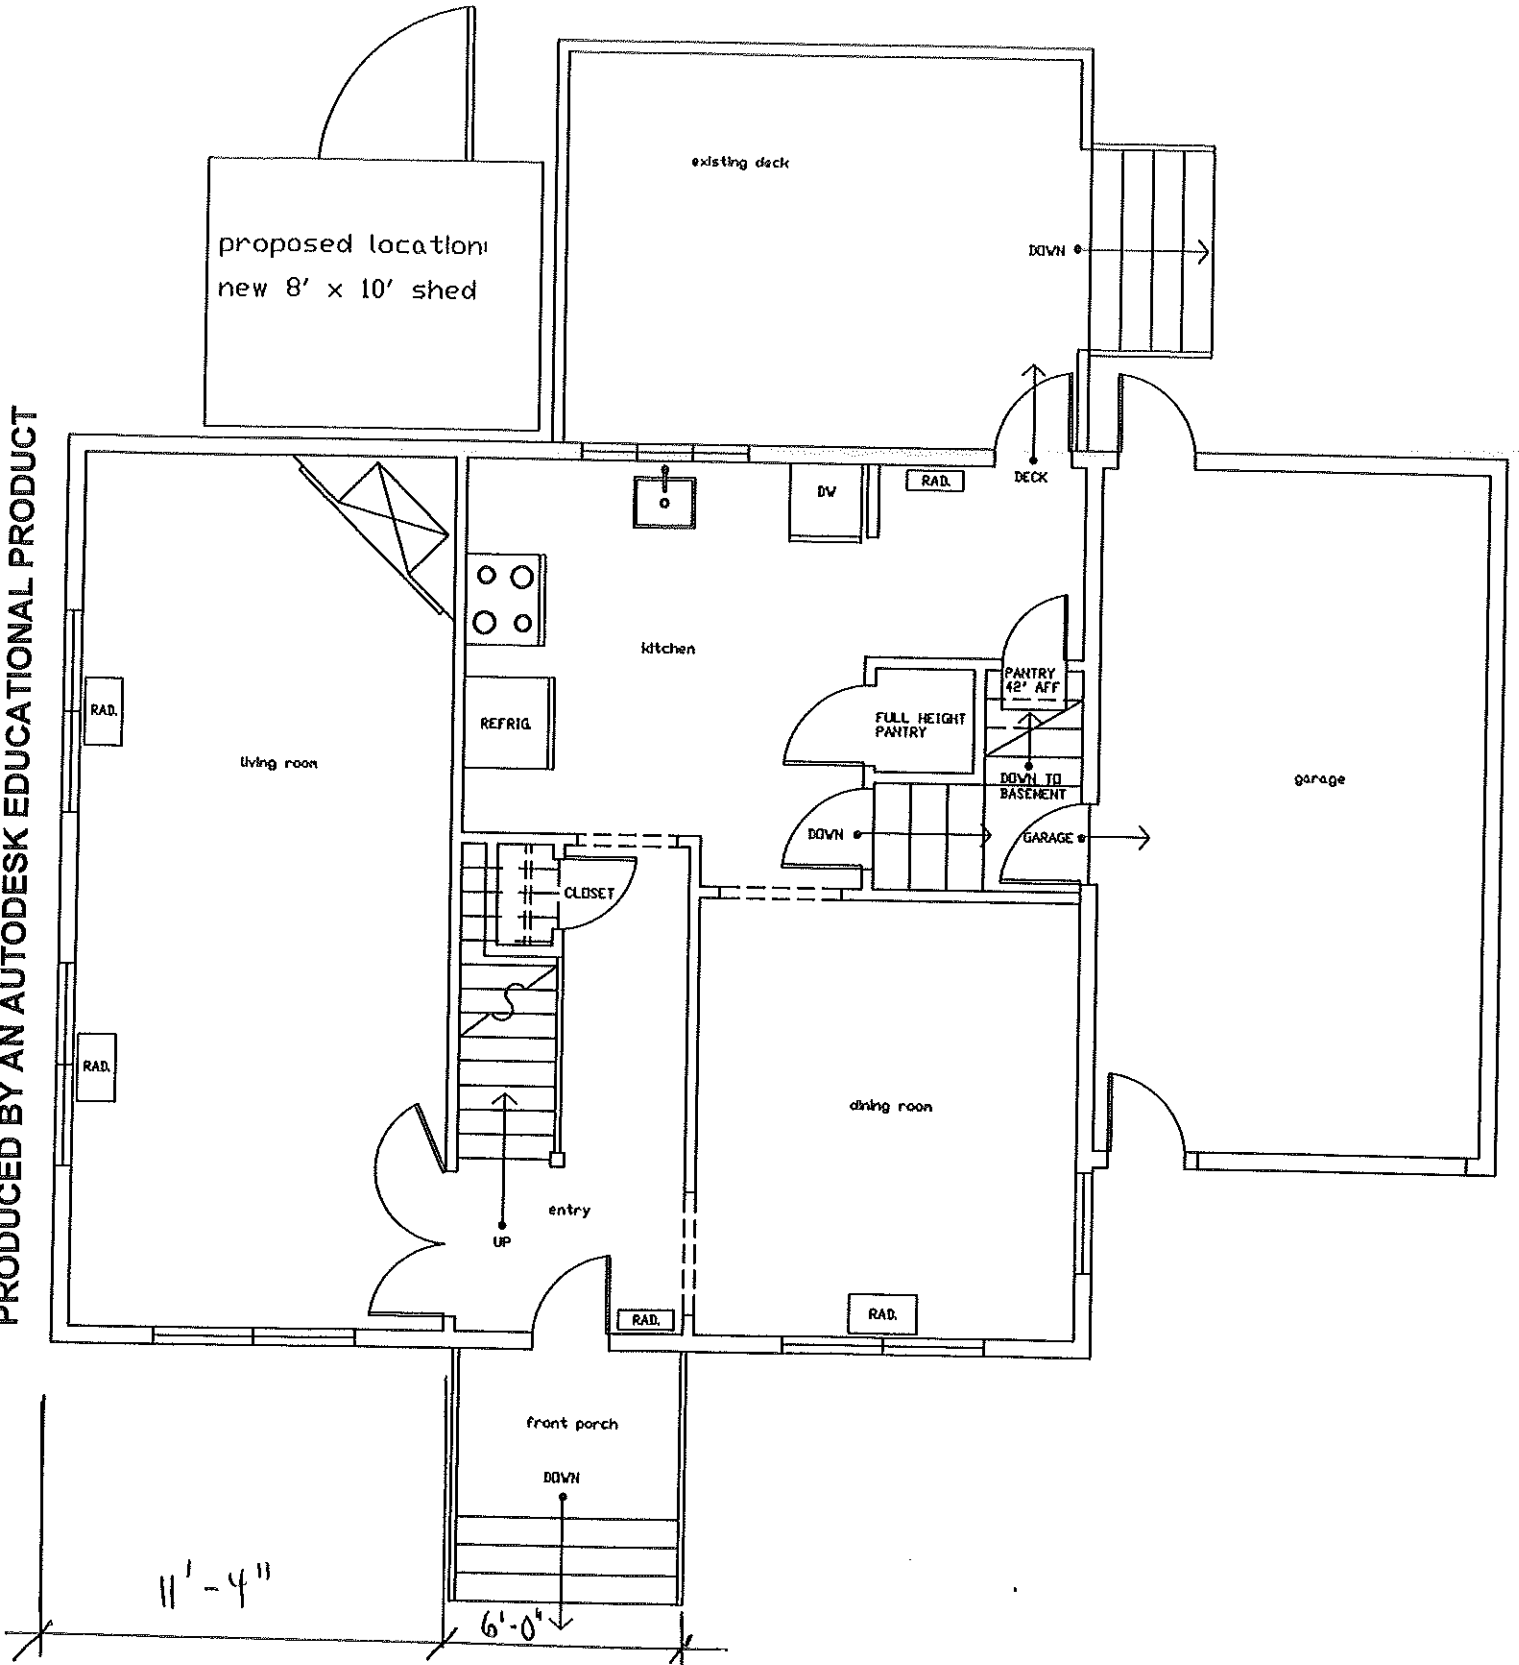 existing deck
proposed location:
new 8' x 10' shed
DOWN
PRODUCED BY AN AUTODESK EDUCATIONAL PRODUCT
DECK
RAD.
DW
kitchen
PANTRY
42' AFF
RAD.
REFRIG.
FULL HEIGHT
PANTRY
living room
DOWN TO
BASEMENT
garage
DOWN
GARAGE
CLOSET
RAD.
dining room
entry
UP
RAD.
RAD.
front porch
DOWN
11'-4"
6'-0"